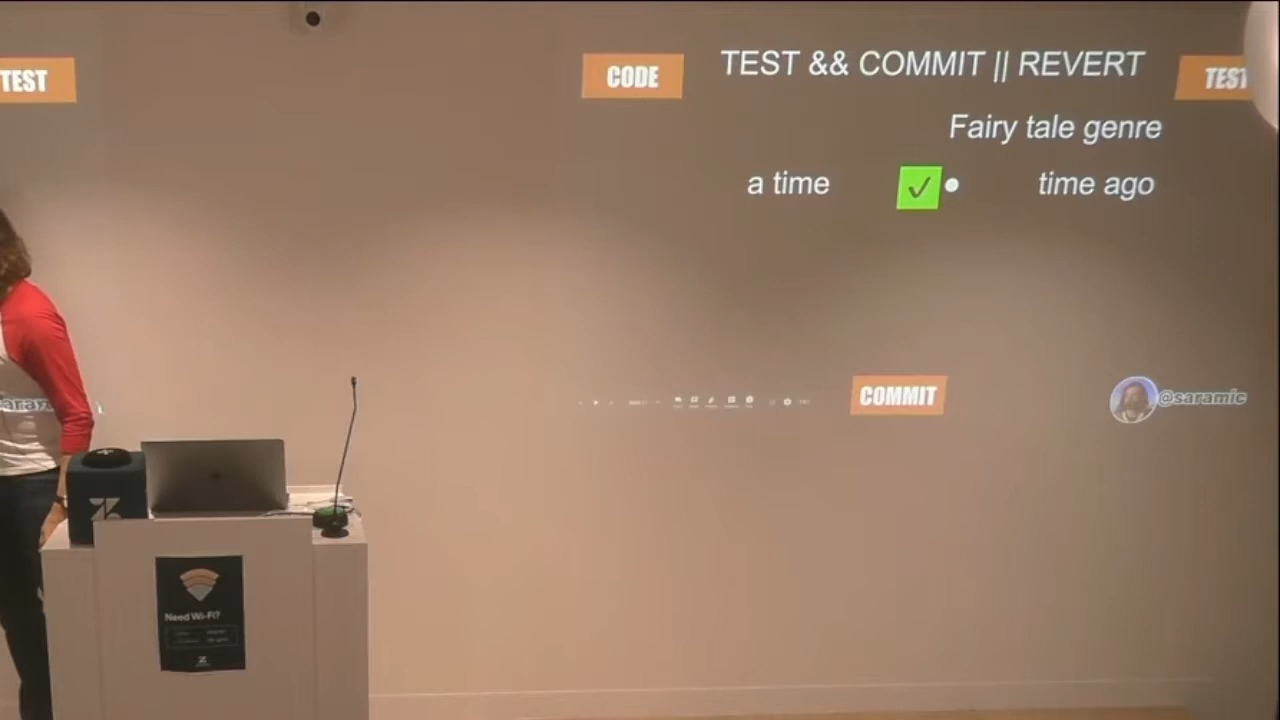 TEST
CODE
TEST && COMMIT || REVERT
TEST
Fairy tale genre
a time
time ago
COMMIT
@saramic
Need Wi-Fi?